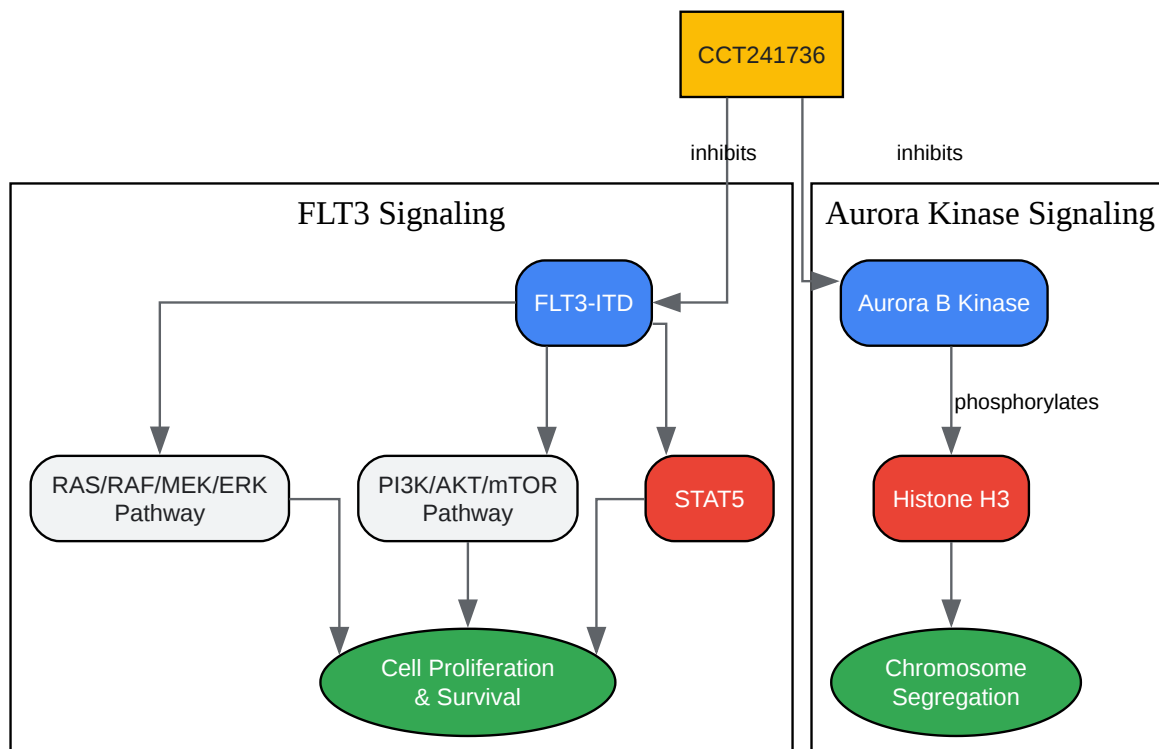 CCT241736
inhibits
inhibits
FLT3 Signaling
Aurora Kinase Signaling
FLT3-ITD
Aurora B Kinase
phosphorylates
RAS/RAF/MEK/ERK
Pathway
PI3K/AKT/mTOR
Pathway
STAT5
Histone H3
Cell Proliferation
& Survival
Chromosome
Segregation